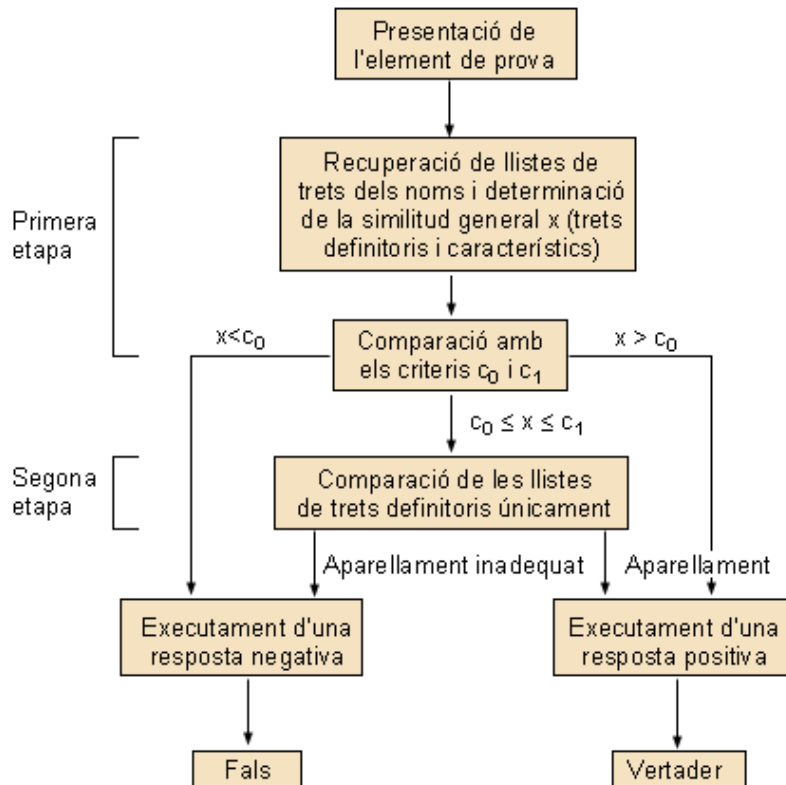 Presentació de
l'element de prova
Primera
etapa
Recuperació de llistes de
trets dels noms i determinació
de la similitud general x (trets
definitoris i característics)
x<c₀
Comparació amb
els criteris c₀ i c₁
x > c₀
c₀ ≤ x ≤ c₁
Segona
etapa
Comparació de les llistes
de trets definitoris únicament
Aparellament inadequat
Aparellament
Executament d'una
resposta negativa
Executament d'una
resposta positiva
Fals
Vertader